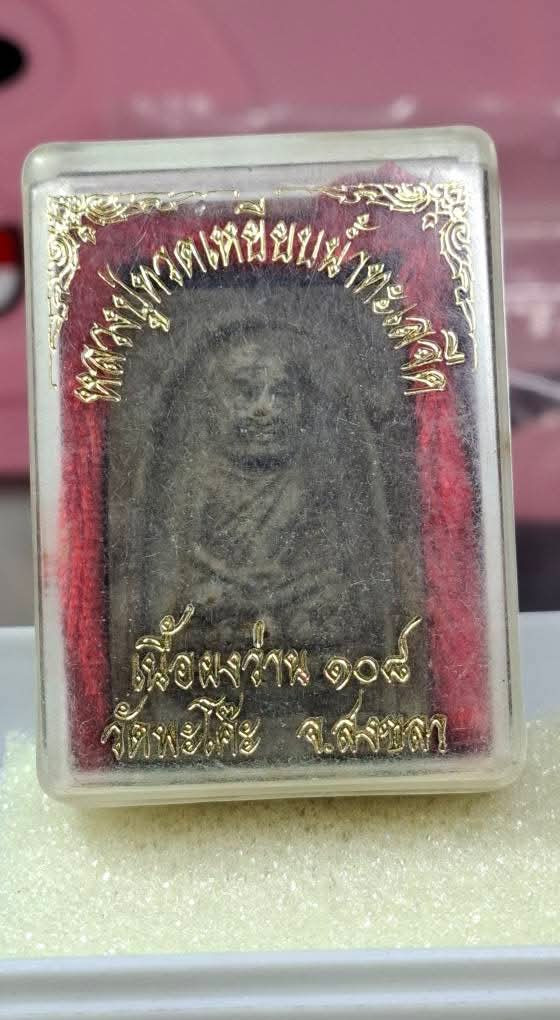 หลวงปู่ทวดเหยียบน้ำทะเลจืด
เนื้อผงว่าน ๑๐๘
วัดพะโค๊ะ จ.สงขลา